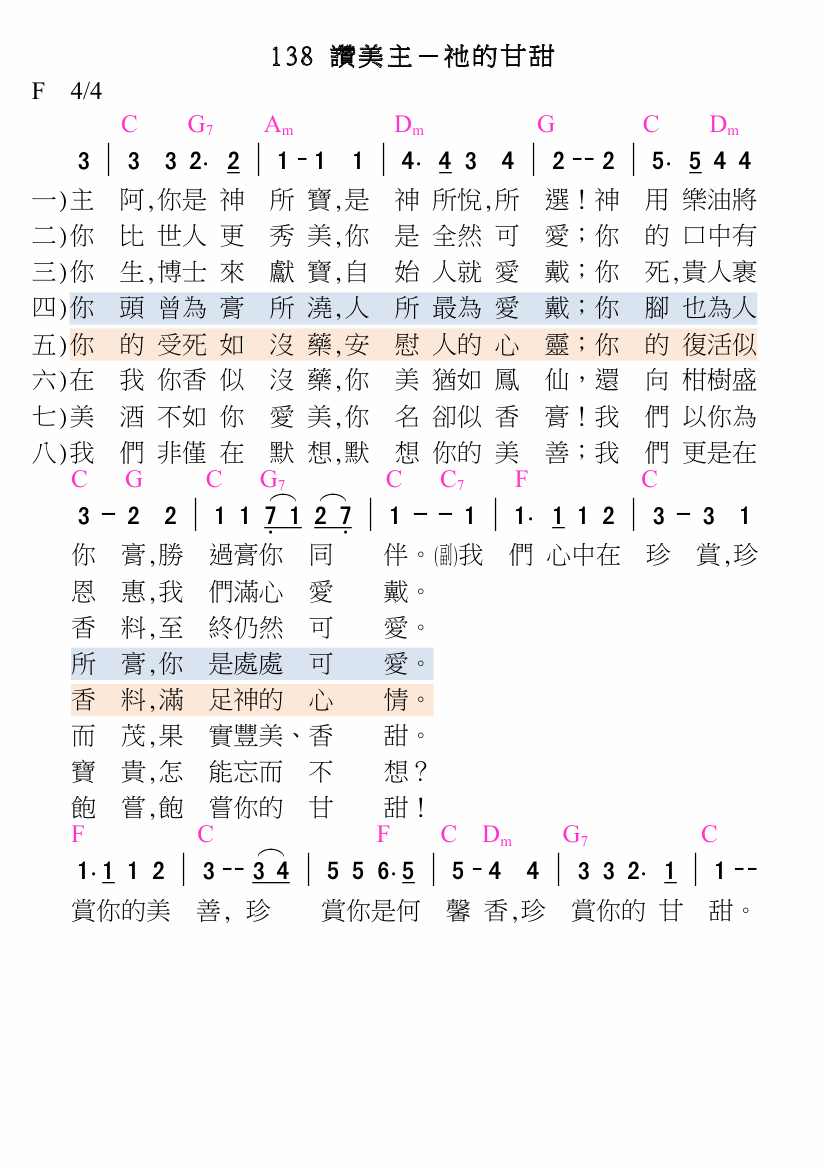 138 讚美主－祂的甘甜
F 4/4
C G7 Am Dm G C Dm
3 | 3 3 2· 2 | 1 - 1 1 | 4· 4 3 4 | 2 -- 2 | 5· 5 4 4
一)主 阿,你是 神 所 寶,是 神 所悅,所 選！神 用 樂油將
二)你 比 世人 更 秀 美,你 是 全然 可 愛；你 的 口中有
三)你 生,博士 來 獻 寶,自 始 人就 愛 戴；你 死,貴人裹
四)你 頭 曾為 膏 所 澆,人 所 最為 愛 戴；你 腳 也為人
五)你 的 受死 如 沒 藥,安 慰 人的 心 靈；你 的 復活似
六)在 我 你香 似 沒 藥,你 美 猶如 鳳 仙，還 向 柑樹盛
七)美 酒 不如 你 愛 美,你 名 卻似 香 膏！我 們 以你為
八)我 們 非僅 在 默 想,默 想 你的 美 善；我 們 更是在
C G C G7 C C7 F C
3 - 2 2 | 1 1 7 1 2 7 | 1 - - 1 | 1· 1 1 2 | 3 - 3 1
你 膏,勝 過膏你 同 伴。(副)我 們 心中在 珍 賞,珍
恩 惠,我 們滿心 愛 戴。
香 料,至 終仍然 可 愛。
所 膏,你 是處處 可 愛。
香 料,滿 足神的 心 情。
而 茂,果 實豐美、香 甜。
寶 貴,怎 能忘而 不 想？
飽 嘗,飽 嘗你的 甘 甜！
F C F C Dm G7 C
1· 1 1 2 | 3 -- 3 4 | 5 5 6· 5 | 5 - 4 4 | 3 3 2· 1 | 1 --
賞你的美 善, 珍 賞你是何 馨 香,珍 賞你的 甘 甜。